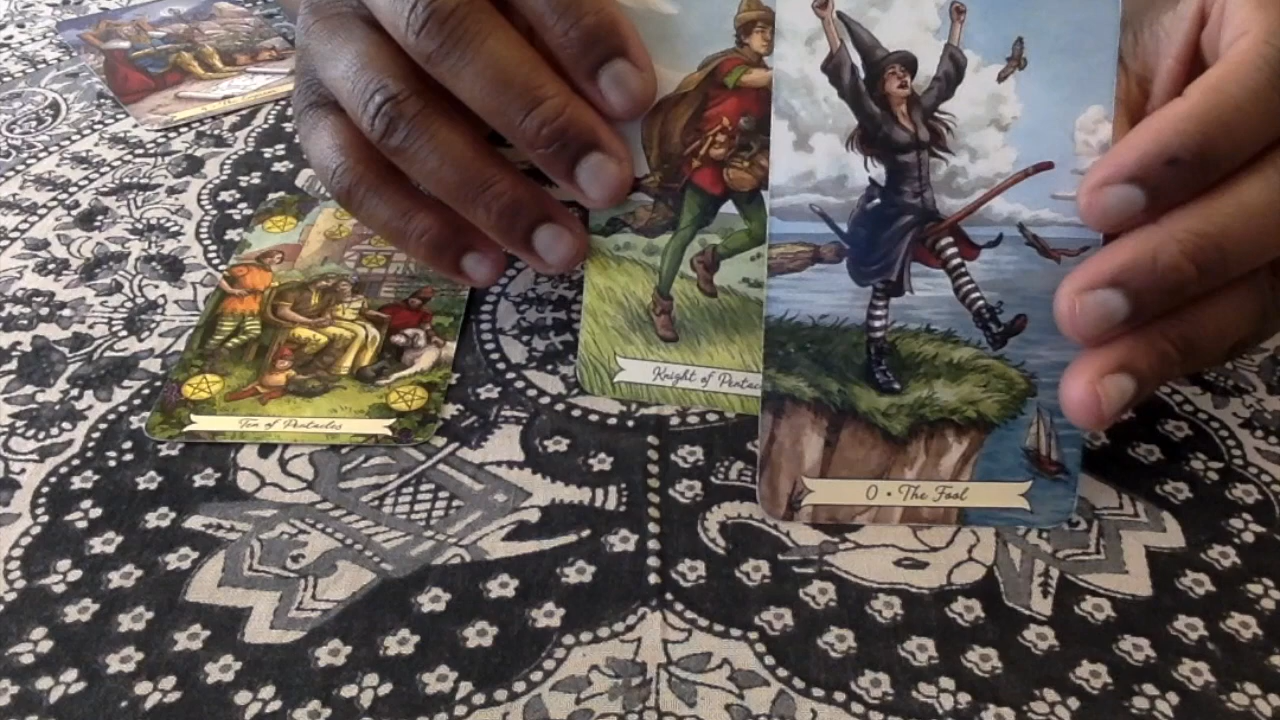 Ten of Pentacles
Knight of Pentac
0 • The Fool